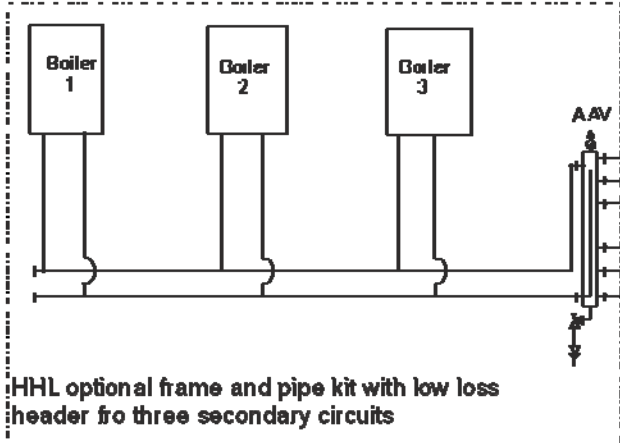 Boiler
1
Boiler
2
Boiler
3
AAV
HHL optional frame and pipe kit with low loss
header fro three secondary circuits